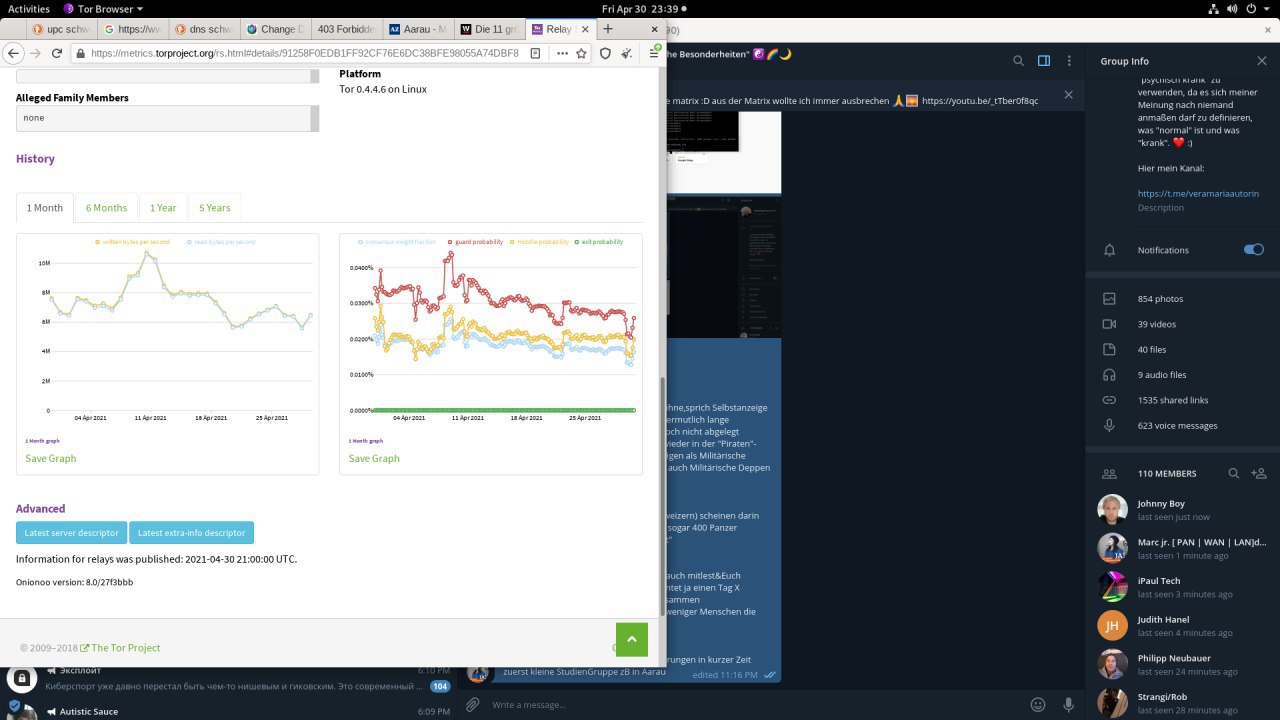 Activities
Tor Browser
Fri Apr 30 23:39
upc schw
https://ww
dns schw
Change D
403 Forbidde
Aarau - M
Die 11 gr
Relay S
https://metrics.torproject.org/rs.html#details/91258F0EDB1FF92CF76E6DC38BFE98055A74DBF8
Platform
Tor 0.4.4.6 on Linux
Alleged Family Members
none
History
1 Month
6 Months
1 Year
5 Years
written bytes per second
read bytes per second
10M
8M
6M
4M
2M
0
04 Apr 2021
11 Apr 2021
18 Apr 2021
25 Apr 2021
1 Month graph
Save Graph
consensus weight fraction
guard probability
middle probability
exit probability
0.0400%
0.0300%
0.0200%
0.0100%
0.0000%
04 Apr 2021
11 Apr 2021
18 Apr 2021
25 Apr 2021
1 Month graph
Save Graph
Advanced
Latest server descriptor
Latest extra-info descriptor
Information for relays was published: 2021-04-30 21:00:00 UTC.
Onionoo version: 8.0/27f3bbb
© 2009–2018 The Tor Project
Эксплоит
6:10 PM
Киберспорт уже давно перестал быть чем-то нишевым и гиковским. Это современный ...
104
Autistic Sauce
6:09 PM
90)
he Besonderheiten"
e matrix :D aus der Matrix wollte ich immer ausbrechen 🙏🌅 https://youtu.be/_tTber0f8qc
hne,sprich Selbstanzeige
ermutlich lange
och nicht abgelegt
ieder in der "Piraten"-
igen als Militärische
auch Militärische Deppen
weizern) scheinen darin
sogar 400 Panzer
auch mitlest&Euch
htet ja einen Tag X
sammen
weniger Menschen die
rungen in kurzer Zeit
zuerst kleine StudienGruppe zB in Aarau
edited 11:16 PM
Write a message...
Group Info
"psychisch krank" zu
verwenden, da es sich meiner
Meinung nach niemand
anmaßen darf zu definieren,
was "normal" ist und was
"krank". ❤️ :)
Hier mein Kanal:
https://t.me/veramariaautorin
Description
Notifications
854 photos
39 videos
40 files
9 audio files
1535 shared links
623 voice messages
110 MEMBERS
Johnny Boy
last seen just now
Marc jr. [ PAN | WAN | LAN]d...
last seen 1 minute ago
iPaul Tech
last seen 3 minutes ago
JH
Judith Hanel
last seen 4 minutes ago
Philipp Neubauer
last seen 24 minutes ago
Strangi/Rob
last seen 28 minutes ago